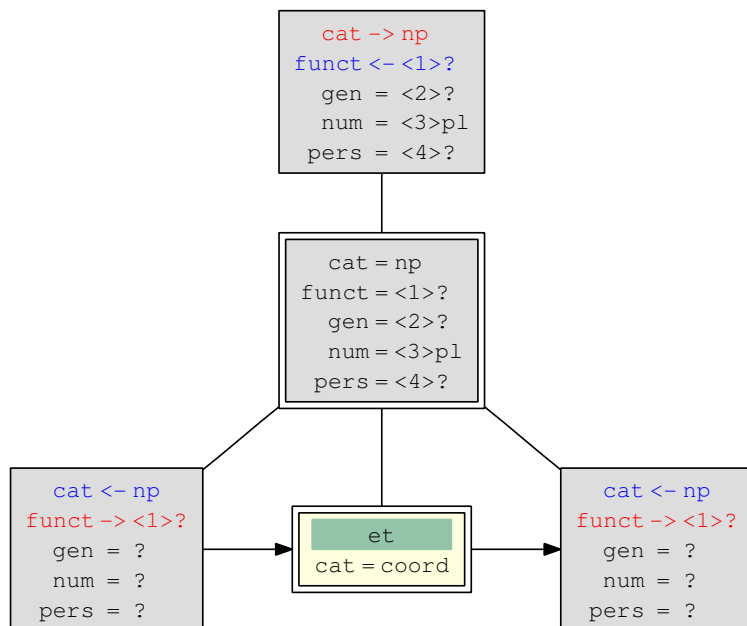 cat -> np
funct <- <1>?
gen = <2>?
num = <3>pl
pers = <4>?
cat = np
funct = <1>?
gen = <2>?
num = <3>pl
pers = <4>?
cat <- np
funct -> <1>?
gen = ?
num = ?
pers = ?
et
cat = coord
cat <- np
funct -> <1>?
gen = ?
num = ?
pers = ?